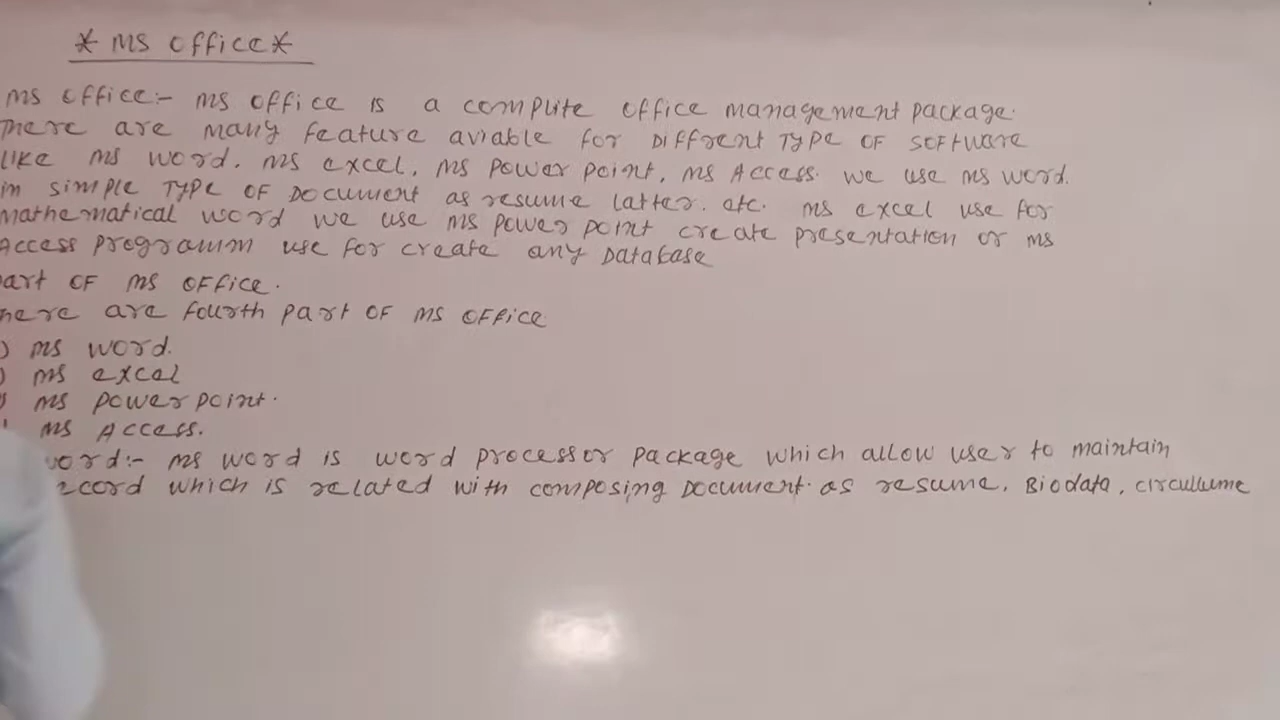 * MS Office *
MS Office:- MS Office is a complite office management package.
There are many feature aviable for Diffrent Type OF SOFtware
Like MS word. MS excel. MS Power Point, MS Access. we use MS word.
in simple Type OF Document as resume latter. etc. MS excel use for
Mathematical word we use MS Power Point create presentation or MS
Access programm use for create any Database
art OF MS OFFice.
here are fourth part OF MS OFFice
) MS word.
) MS excel
) MS Power point.
MS Access.
word:- MS word is word processor package which allow user to maintain
ecord which is related with composing Document. as resume. Biodata, circullume